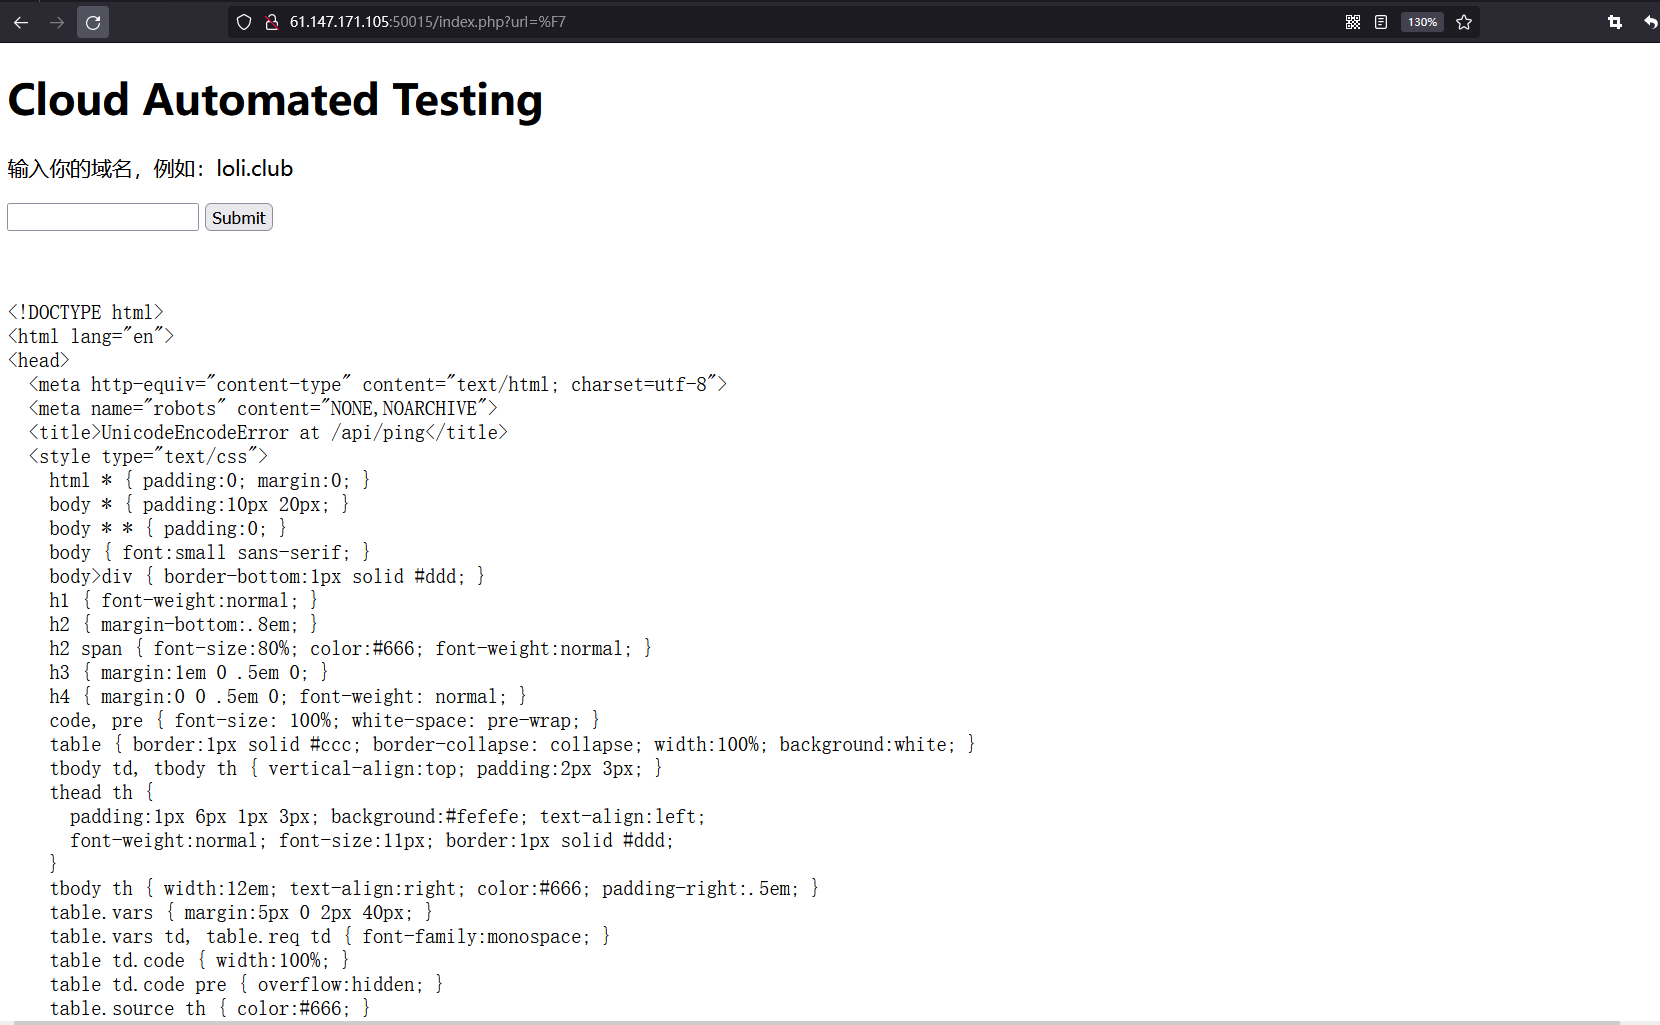 61.147.171.105:50015/index.php?url=%F7
130%
Cloud Automated Testing
输入你的域名，例如：loli.club
Submit
<!DOCTYPE html>
<html lang="en">
<head>
  <meta http-equiv="content-type" content="text/html; charset=utf-8">
  <meta name="robots" content="NONE,NOARCHIVE">
  <title>UnicodeEncodeError at /api/ping</title>
  <style type="text/css">
    html * { padding:0; margin:0; }
    body * { padding:10px 20px; }
    body * * { padding:0; }
    body { font:small sans-serif; }
    body>div { border-bottom:1px solid #ddd; }
    h1 { font-weight:normal; }
    h2 { margin-bottom:.8em; }
    h2 span { font-size:80%; color:#666; font-weight:normal; }
    h3 { margin:1em 0 .5em 0; }
    h4 { margin:0 0 .5em 0; font-weight: normal; }
    code, pre { font-size: 100%; white-space: pre-wrap; }
    table { border:1px solid #ccc; border-collapse: collapse; width:100%; background:white; }
    tbody td, tbody th { vertical-align:top; padding:2px 3px; }
    thead th {
      padding:1px 6px 1px 3px; background:#fefefe; text-align:left;
      font-weight:normal; font-size:11px; border:1px solid #ddd;
    }
    tbody th { width:12em; text-align:right; color:#666; padding-right:.5em; }
    table.vars { margin:5px 0 2px 40px; }
    table.vars td, table.req td { font-family:monospace; }
    table td.code { width:100%; }
    table td.code pre { overflow:hidden; }
    table.source th { color:#666; }